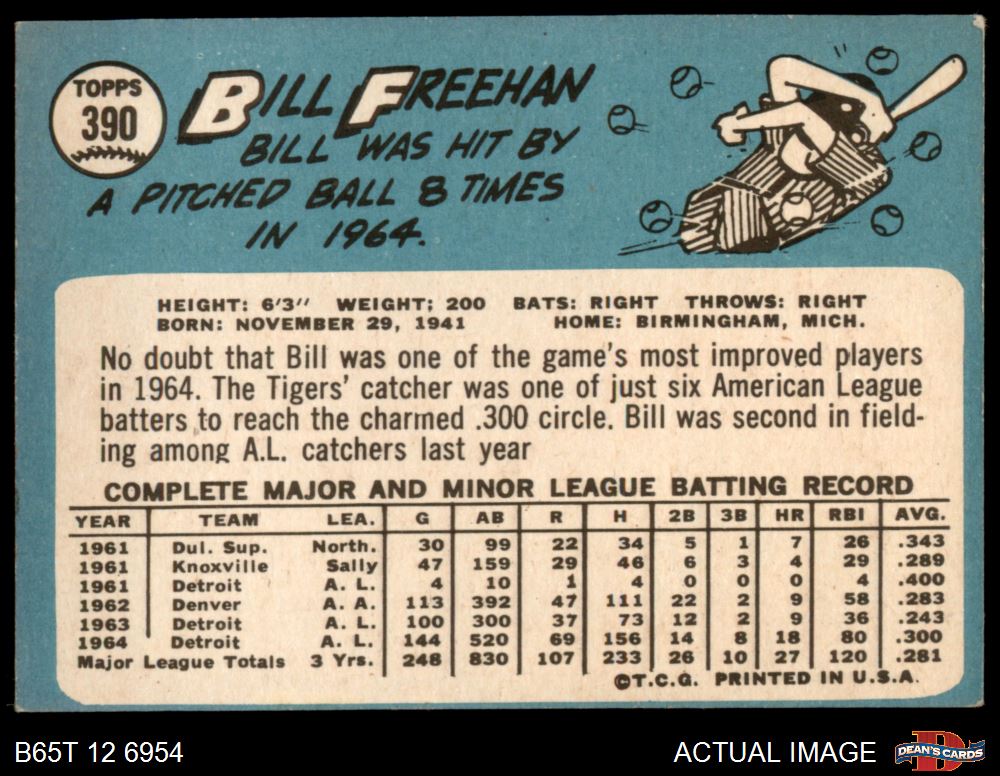 TOPPS
390
BILL FREEHAN
BILL WAS HIT BY
A PITCHED BALL 8 TIMES
IN 1964.
HEIGHT: 6'3" WEIGHT: 200 BATS: RIGHT THROWS: RIGHT
BORN: NOVEMBER 29, 1941 HOME: BIRMINGHAM, MICH.
No doubt that Bill was one of the game's most improved players
in 1964. The Tigers' catcher was one of just six American League
batters to reach the charmed .300 circle. Bill was second in field-
ing among A.L. catchers last year
COMPLETE MAJOR AND MINOR LEAGUE BATTING RECORD
YEAR TEAM LEA. G AB R H 2B 3B HR RBI AVG.
1961 Dul. Sup. North. 30 99 22 34 5 1 7 26 .343
1961 Knoxville Sally 47 159 29 46 6 3 4 29 .289
1961 Detroit A. L. 4 10 1 4 0 0 0 4 .400
1962 Denver A. A. 113 392 47 111 22 2 9 58 .283
1963 Detroit A. L. 100 300 37 73 12 2 9 36 .243
1964 Detroit A. L. 144 520 69 156 14 8 18 80 .300
Major League Totals 3 Yrs. 248 830 107 233 26 10 27 120 .281
©T.C.G. PRINTED IN U.S.A.
B65T 12 6954
ACTUAL IMAGE
D
DEAN'S CARDS